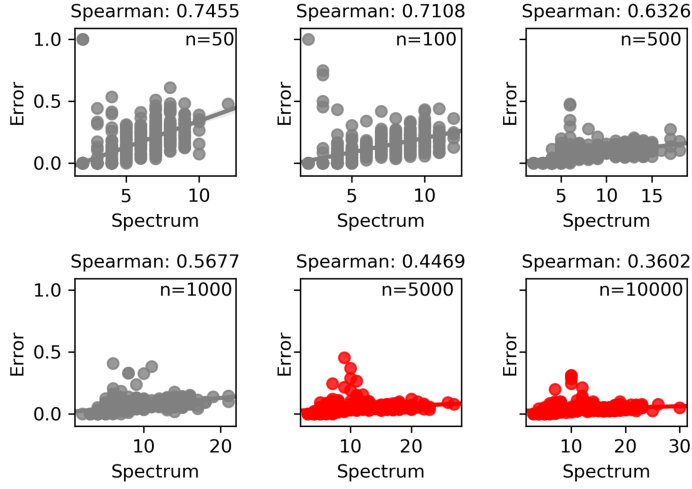 Spearman: 0.7455 Spearman: 0.7108 Spearman: 0.6326
n=50 n=100 n=500
1.0
0.5
0.0
Error Error Error
5 10 5 10 5 10 15
Spectrum Spectrum Spectrum
Spearman: 0.5677 Spearman: 0.4469 Spearman: 0.3602
n=1000 n=5000 n=10000
1.0
0.5
0.0
Error Error Error
10 20 10 20 10 20 30
Spectrum Spectrum Spectrum